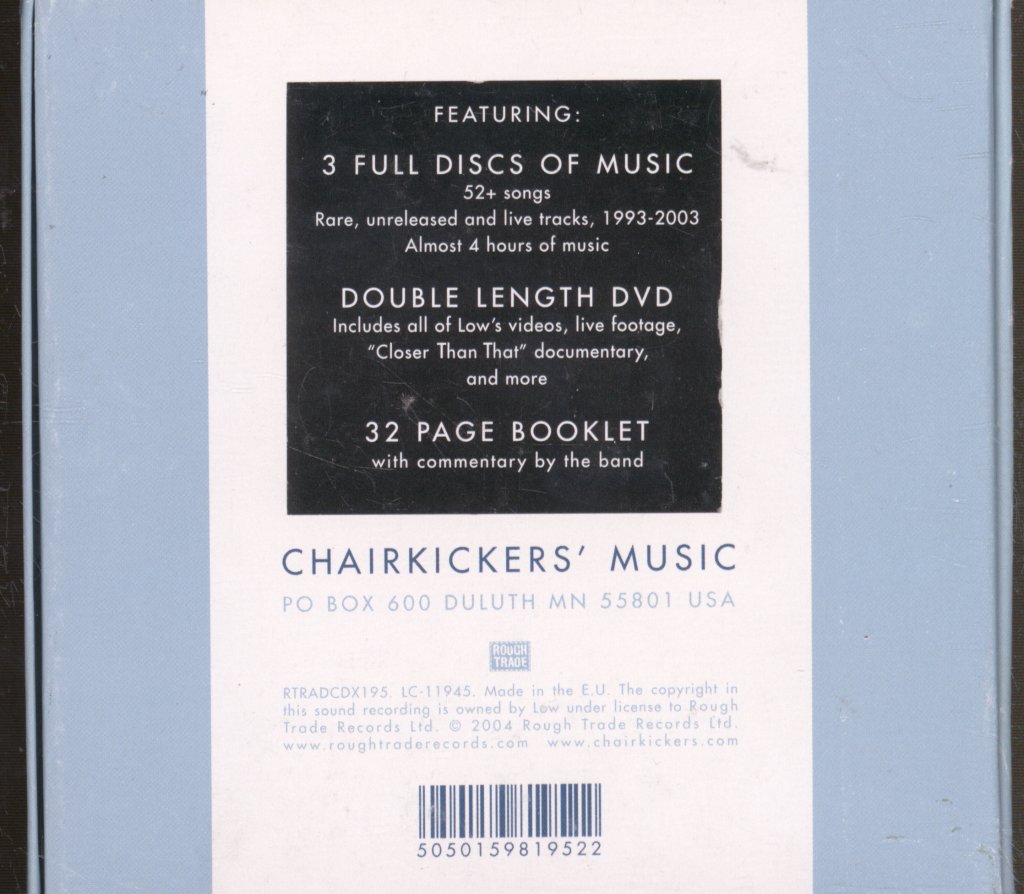 FEATURING:
3 FULL DISCS OF MUSIC
52+ songs
Rare, unreleased and live tracks, 1993-2003
Almost 4 hours of music
DOUBLE LENGTH DVD
Includes all of Low's videos, live footage,
“Closer Than That” documentary,
and more
32 PAGE BOOKLET
with commentary by the band
CHAIRKICKERS' MUSIC
PO BOX 600 DULUTH MN 55801 USA
ROUGH
TRADE
RTRADCDX195. LC-11945. Made in the E.U. The copyright in
this sound recording is owned by Low under license to Rough
Trade Records Ltd. © 2004 Rough Trade Records Ltd.
www.roughtraderecords.com www.chairkickers.com
5050159819522